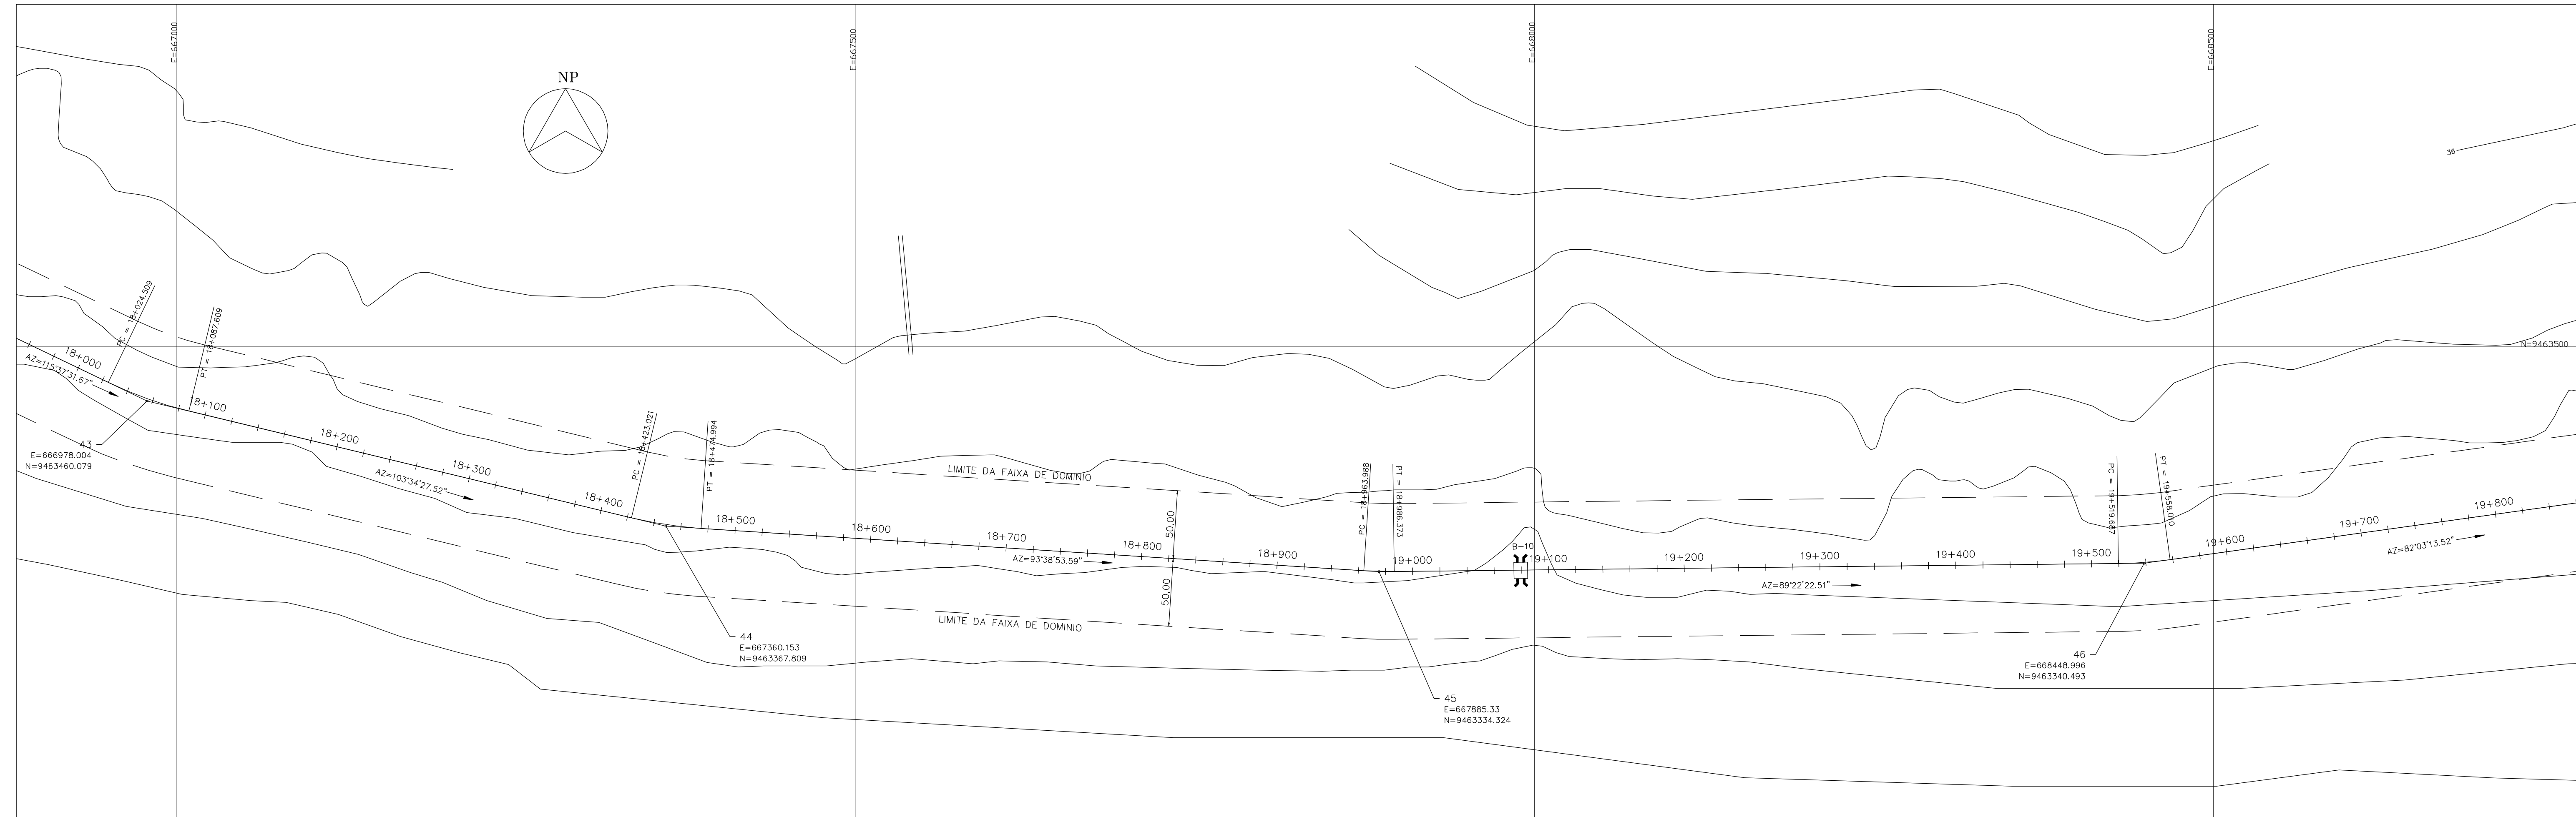 E=667000
E=667500
E=668000
E=668500
NP
36
N=9463500
PC = 18+024.509
PT = 18+087.609
18+000
AZ=115°37'31.67"
18+100
43
E=666978.004
N=9463460.079
18+200
AZ=103°34'27.52"
18+300
18+400
PC = 18+423.021
PT = 18+474.994
18+500
44
E=667360.153
N=9463367.809
18+600
LIMITE DA FAIXA DE DOMINIO
LIMITE DA FAIXA DE DOMINIO
18+700
AZ=93°38'53.59"
18+800
50,00
50,00
18+900
PC = 18+963.988
PT = 18+986.373
19+000
45
E=667885.33
N=9463334.324
B-10
19+100
19+200
19+300
AZ=89°22'22.51"
19+400
19+500
PC = 19+519.687
PT = 19+558.010
46
E=668448.996
N=9463340.493
19+600
19+700
AZ=82°03'13.52"
19+800